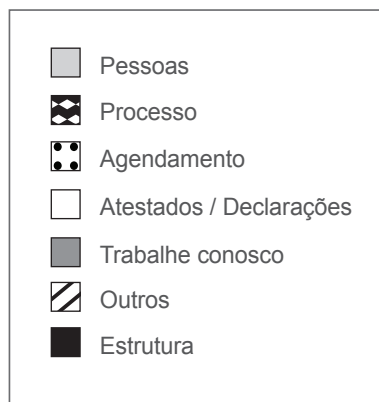 Pessoas
Processo
Agendamento
Atestados / Declarações
Trabalhe conosco
Outros
Estrutura